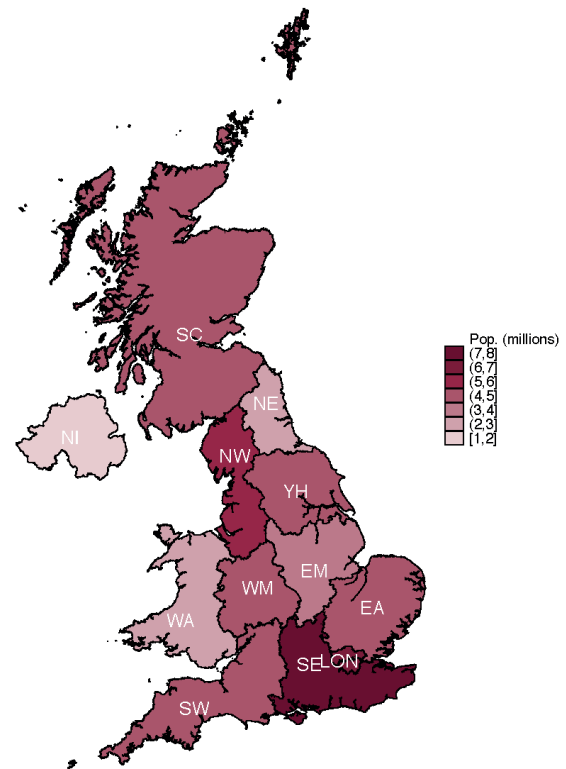 SC
Pop. (millions)
(7,8]
(6,7]
(5,6]
(4,5]
(3,4]
(2,3]
[1,2]
NE
NI
NW
YH
EM
WM
EA
WA
SE
LON
SW